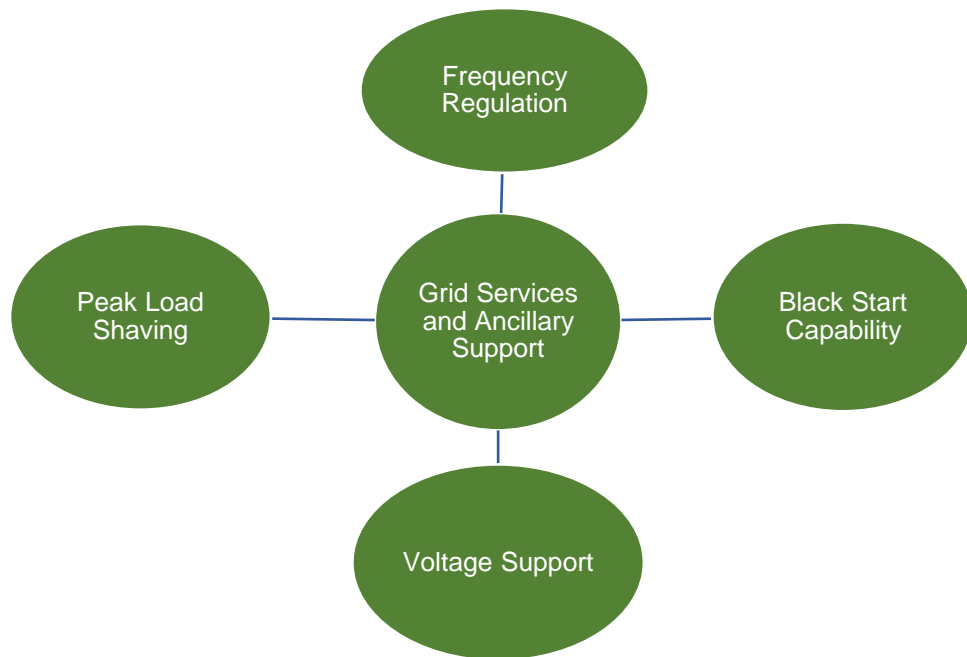 Frequency
Regulation
Peak Load
Shaving
Grid Services
and Ancillary
Support
Black Start
Capability
Voltage Support